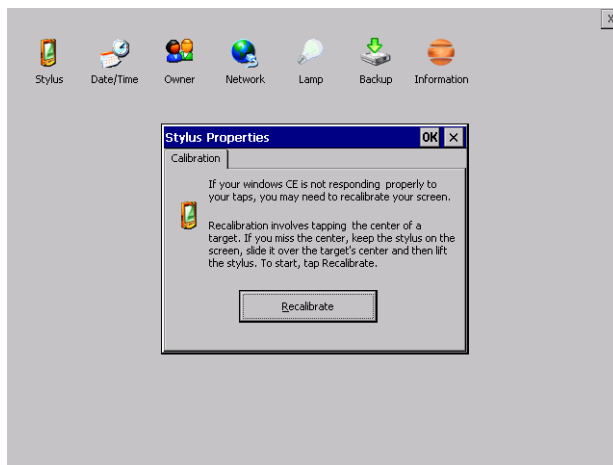 X
Stylus
Date/Time
Owner
Network
Lamp
Backup
Information
Stylus Properties
OK
×
Calibration
If your windows CE is not responding properly to
your taps, you may need to recalibrate your screen.
Recalibration involves tapping the center of a
target. If you miss the center, keep the stylus on the
screen, slide it over the target's center and then lift
the stylus. To start, tap Recalibrate.
Recalibrate